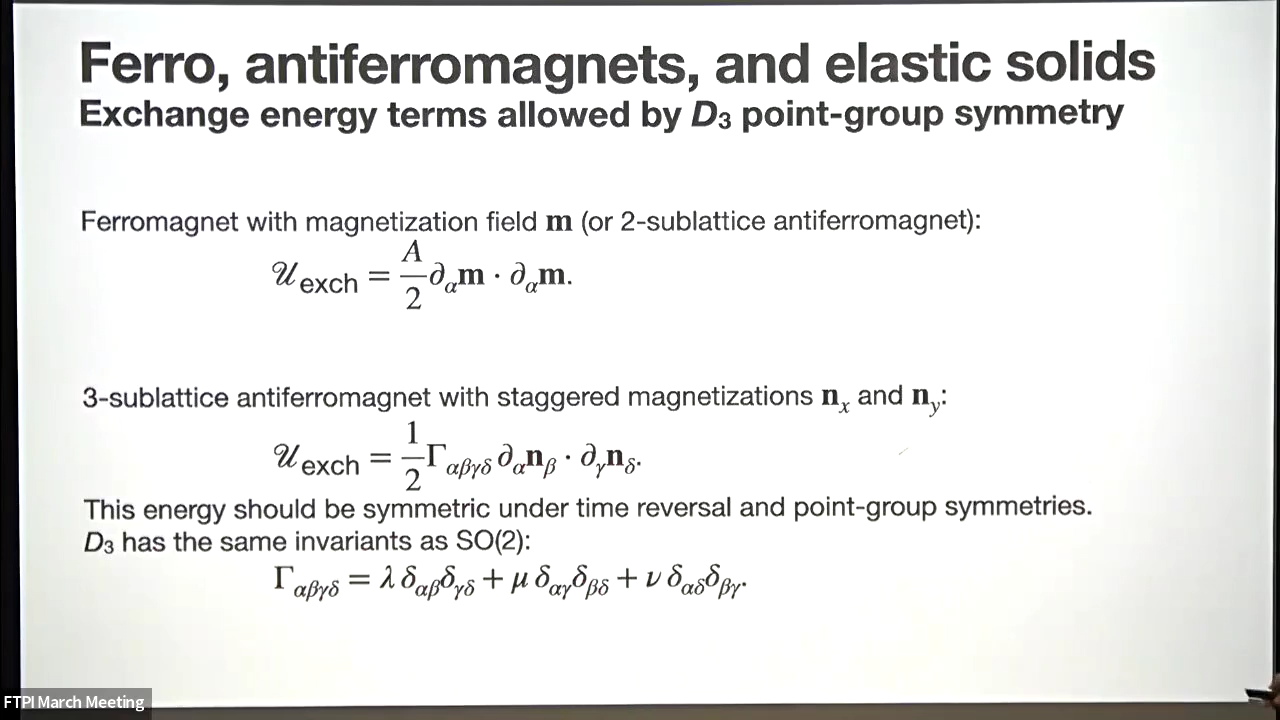 Ferro, antiferromagnets, and elastic solids
Exchange energy terms allowed by D₃ point-group symmetry
Ferromagnet with magnetization field m (or 2-sublattice antiferromagnet):
𝒰exch = A/2 ∂αm · ∂αm.
3-sublattice antiferromagnet with staggered magnetizations nₓ and n_y:
𝒰exch = 1/2 Γαβγδ ∂αnβ · ∂γnδ.
This energy should be symmetric under time reversal and point-group symmetries.
D₃ has the same invariants as SO(2):
Γαβγδ = λ δαβδγδ + μ δαγδβδ + ν δαδδβγ.
FTPI March Meeting